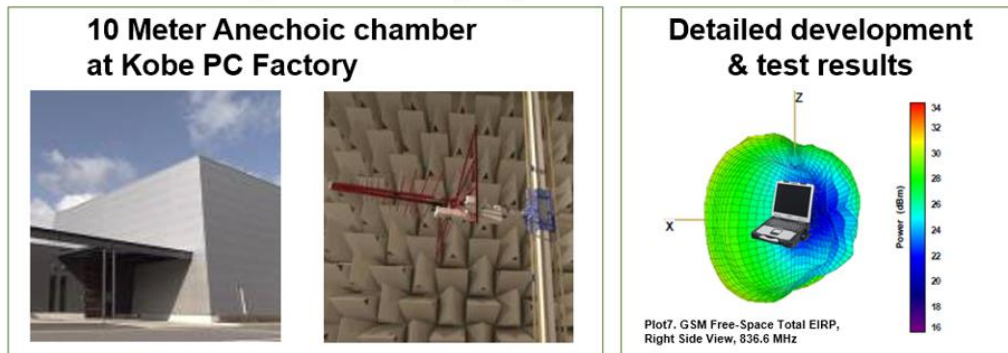 10 Meter Anechoic chamber
at Kobe PC Factory
Detailed development
& test results
Z
X
34
32
30
28
26
24
22
20
18
16
Power (dBm)
Plot7. GSM Free-Space Total EIRP,
Right Side View, 836.6 MHz